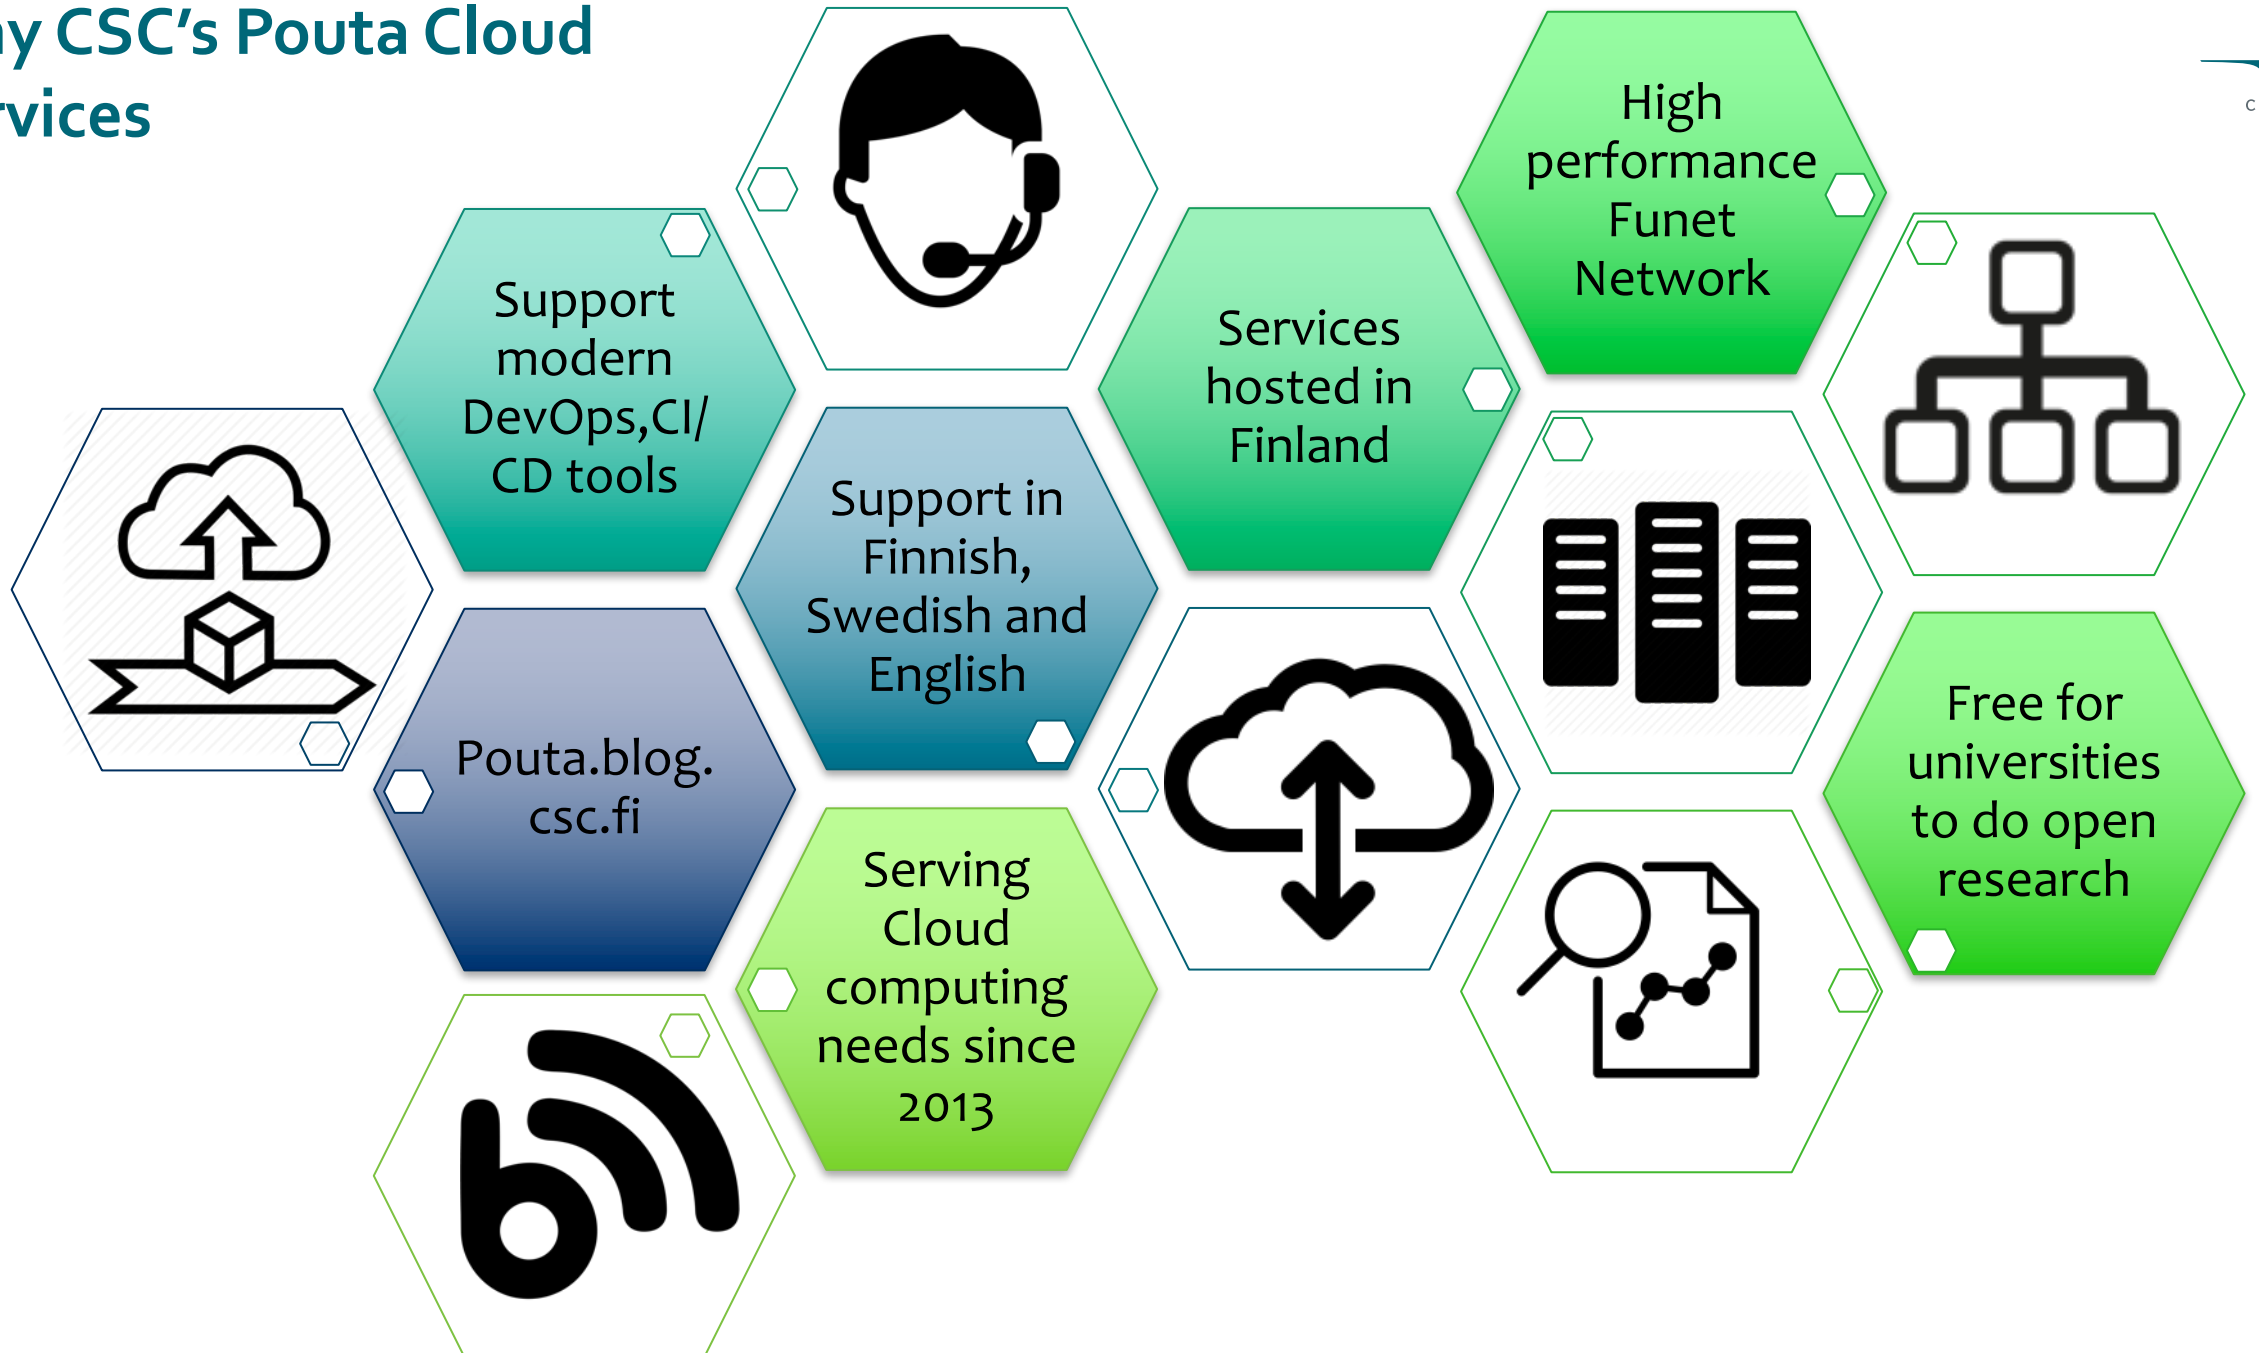 ay CSC's Pouta Cloud
rvices
High
performance
Funet
Network
C
Support
modern
DevOps,CI/
CD tools
Services
hosted in
Finland
Support in
Finnish,
Swedish and
English
Pouta.blog.
csc.fi
Free for
universities
to do open
research
Serving
Cloud
computing
needs since
2013